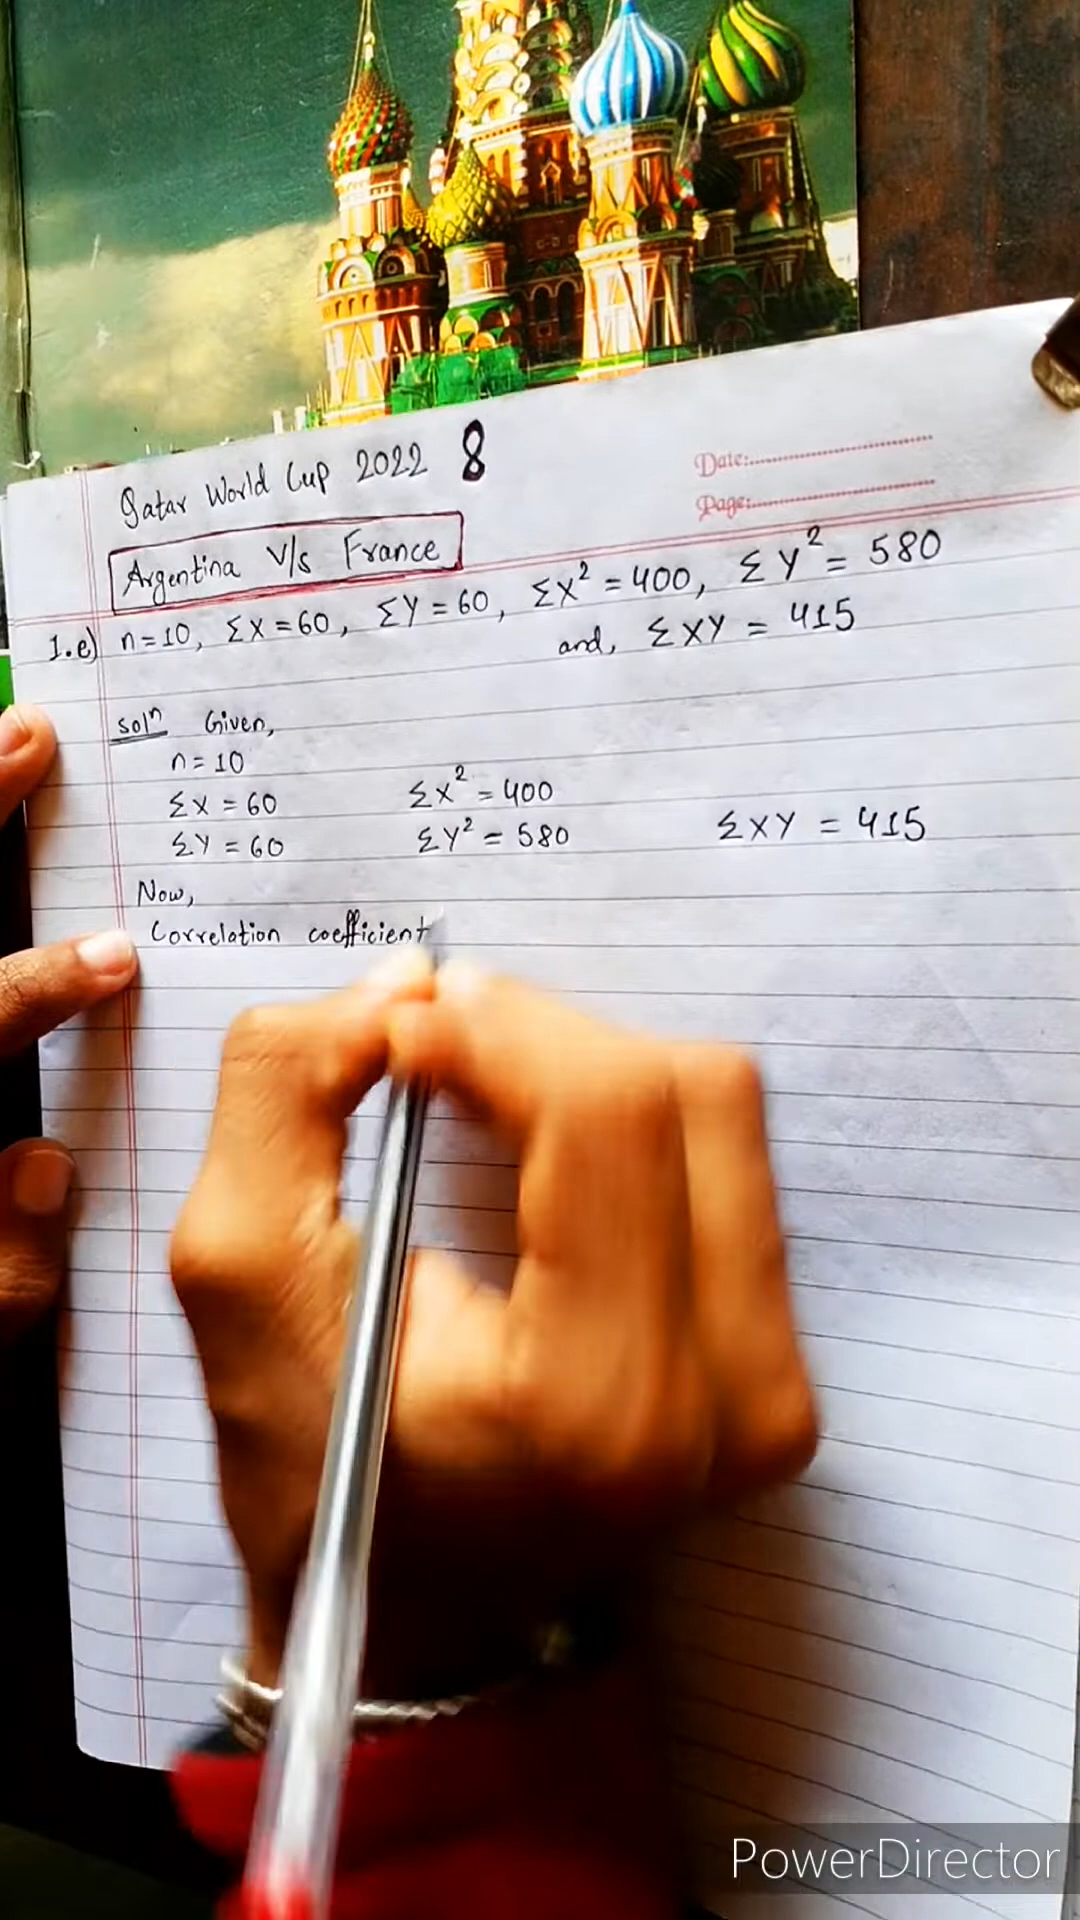 Qatar World Cup 2022 8
Date:
Page:
Argentina V/s France
1.e) n=10, ΣX=60, ΣY=60, ΣX²=400, ΣY²=580
and, ΣXY = 415
Solⁿ Given,
n=10
ΣX = 60 ΣX² = 400
ΣY = 60 ΣY² = 580 ΣXY = 415
Now,
Correlation coefficient
PowerDirector